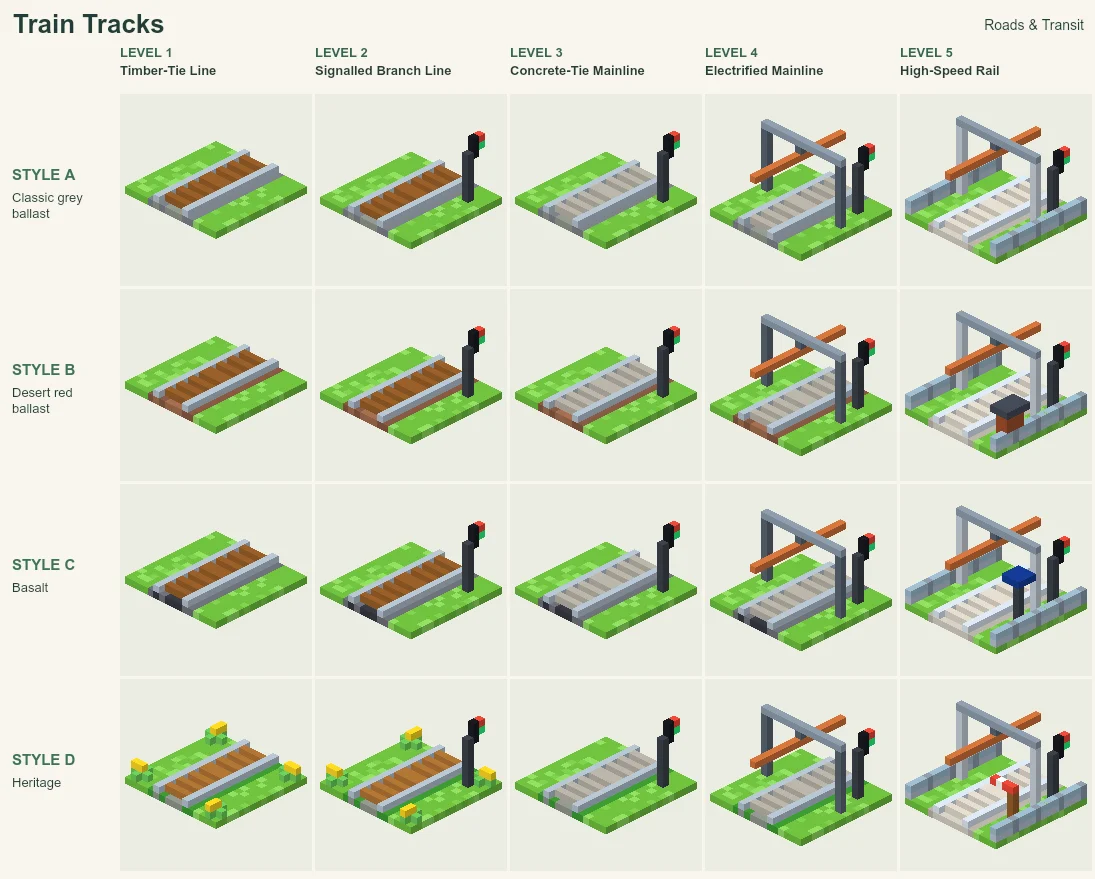 Train Tracks
Roads & Transit
LEVEL 1
Timber-Tie Line
LEVEL 2
Signalled Branch Line
LEVEL 3
Concrete-Tie Mainline
LEVEL 4
Electrified Mainline
LEVEL 5
High-Speed Rail
STYLE A
Classic grey
ballast
STYLE B
Desert red
ballast
STYLE C
Basalt
STYLE D
Heritage